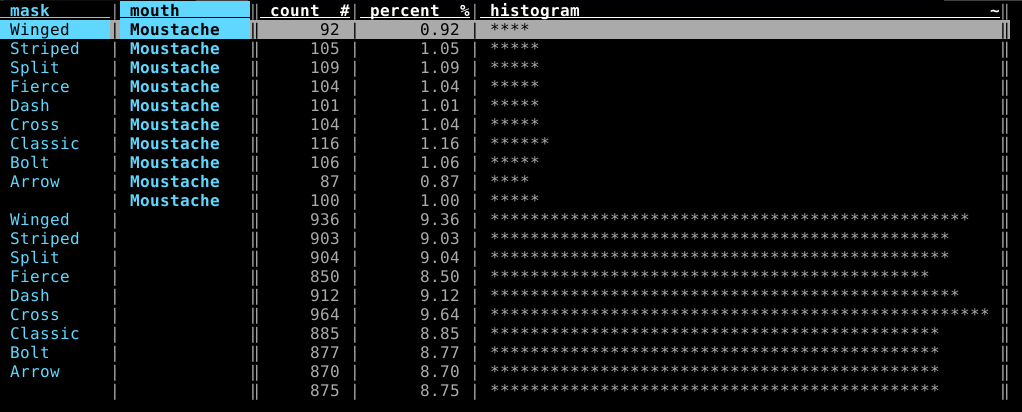 mask | mouth ‖ count # | percent % | histogram ~ ‖
Winged | Moustache ‖ 92 | 0.92 | **** ‖
Striped | Moustache ‖ 105 | 1.05 | ***** ‖
Split | Moustache ‖ 109 | 1.09 | ***** ‖
Fierce | Moustache ‖ 104 | 1.04 | ***** ‖
Dash | Moustache ‖ 101 | 1.01 | ***** ‖
Cross | Moustache ‖ 104 | 1.04 | ***** ‖
Classic | Moustache ‖ 116 | 1.16 | ****** ‖
Bolt | Moustache ‖ 106 | 1.06 | ***** ‖
Arrow | Moustache ‖ 87 | 0.87 | **** ‖
| Moustache ‖ 100 | 1.00 | ***** ‖
Winged | ‖ 936 | 9.36 | ************************************************ ‖
Striped | ‖ 903 | 9.03 | ********************************************** ‖
Split | ‖ 904 | 9.04 | ********************************************** ‖
Fierce | ‖ 850 | 8.50 | ******************************************** ‖
Dash | ‖ 912 | 9.12 | *********************************************** ‖
Cross | ‖ 964 | 9.64 | ************************************************** ‖
Classic | ‖ 885 | 8.85 | ********************************************* ‖
Bolt | ‖ 877 | 8.77 | ********************************************* ‖
Arrow | ‖ 870 | 8.70 | ********************************************* ‖
| ‖ 875 | 8.75 | ********************************************* ‖